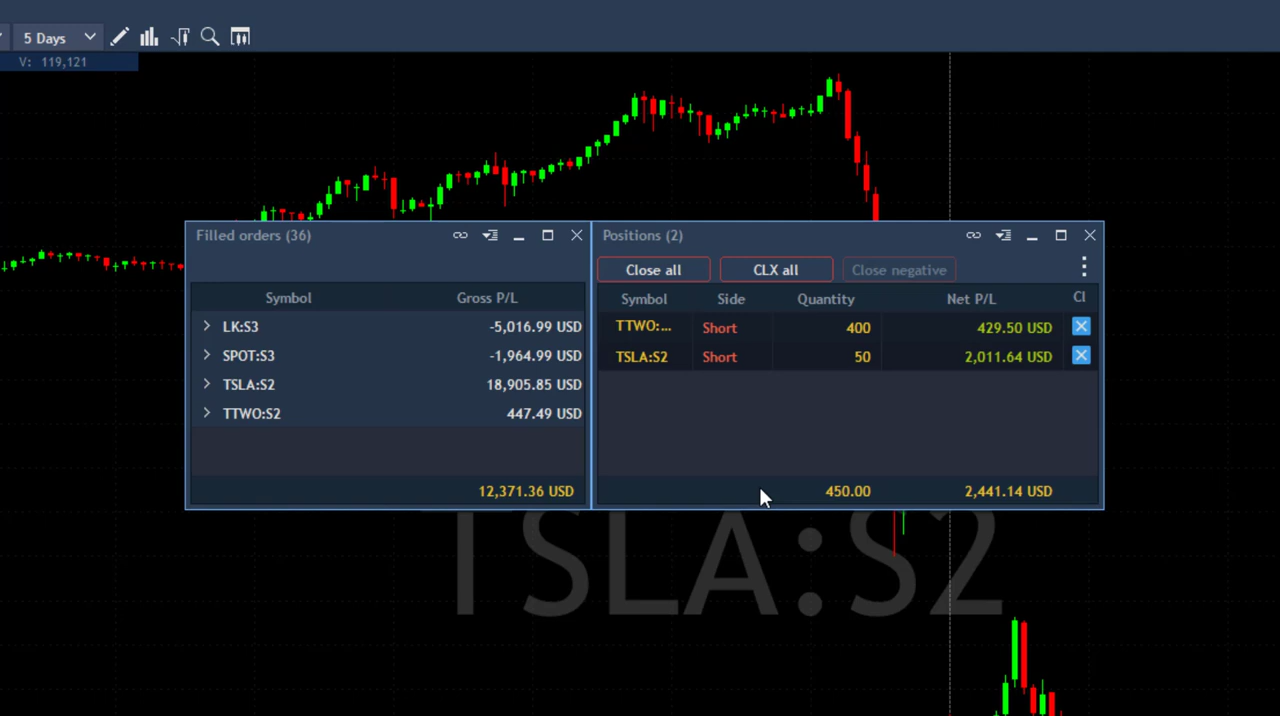 5 Days
V: 119,121
Filled orders (36)
Symbol Gross P/L
LK:S3 -5,016.99 USD
SPOT:S3 -1,964.99 USD
TSLA:S2 18,905.85 USD
TTWO:S2 447.49 USD
12,371.36 USD
Positions (2)
Close all CLX all Close negative
Symbol Side Quantity Net P/L Cl
TTWO:... Short 400 429.50 USD
TSLA:S2 Short 50 2,011.64 USD
450.00 2,441.14 USD
TSLA:S2